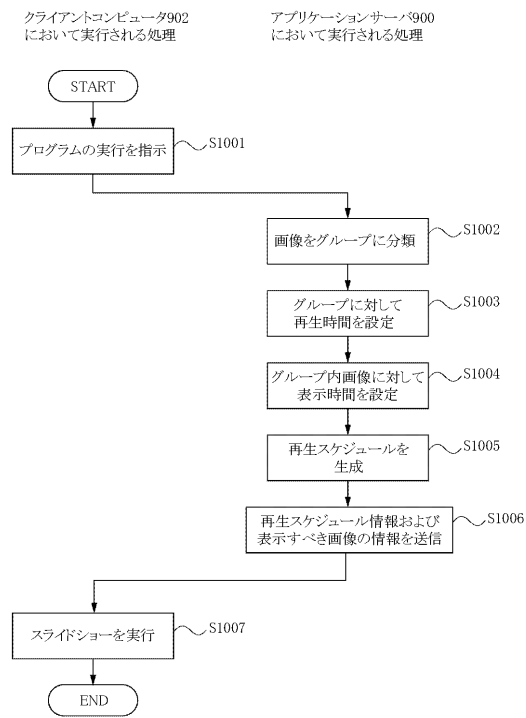 クライアントコンピュータ902
において実行される処理
アプリケーションサーバ900
において実行される処理
START
プログラムの実行を指示
S1001
画像をグループに分類
S1002
グループに対して
再生時間を設定
S1003
グループ内画像に対して
表示時間を設定
S1004
再生スケジュールを
生成
S1005
再生スケジュール情報および
表示すべき画像の情報を送信
S1006
スライドショーを実行
S1007
END